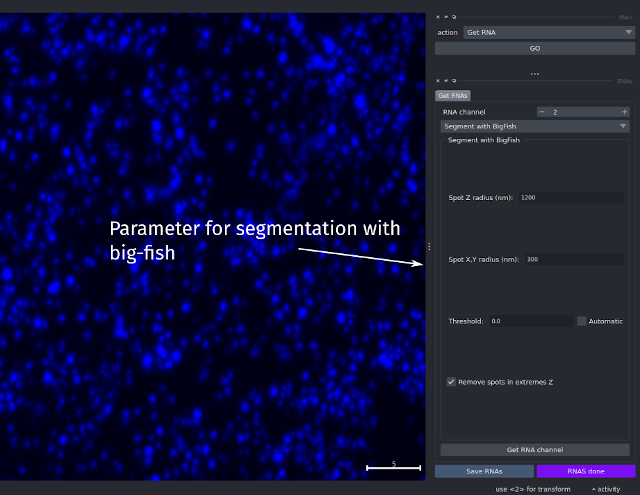 Main
action
Get RNA
GO
RNAs
Get RNAs
RNA channel
2
Segment with BigFish
Segment with BigFish
Spot Z radius (nm):
1200
Spot X,Y radius (nm):
300
Threshold:
0.0
Automatic
Remove spots in extremes Z
Get RNA channel
Save RNAs
RNAS done
use <2> for transform
activity
Parameter for segmentation with
big-fish
5